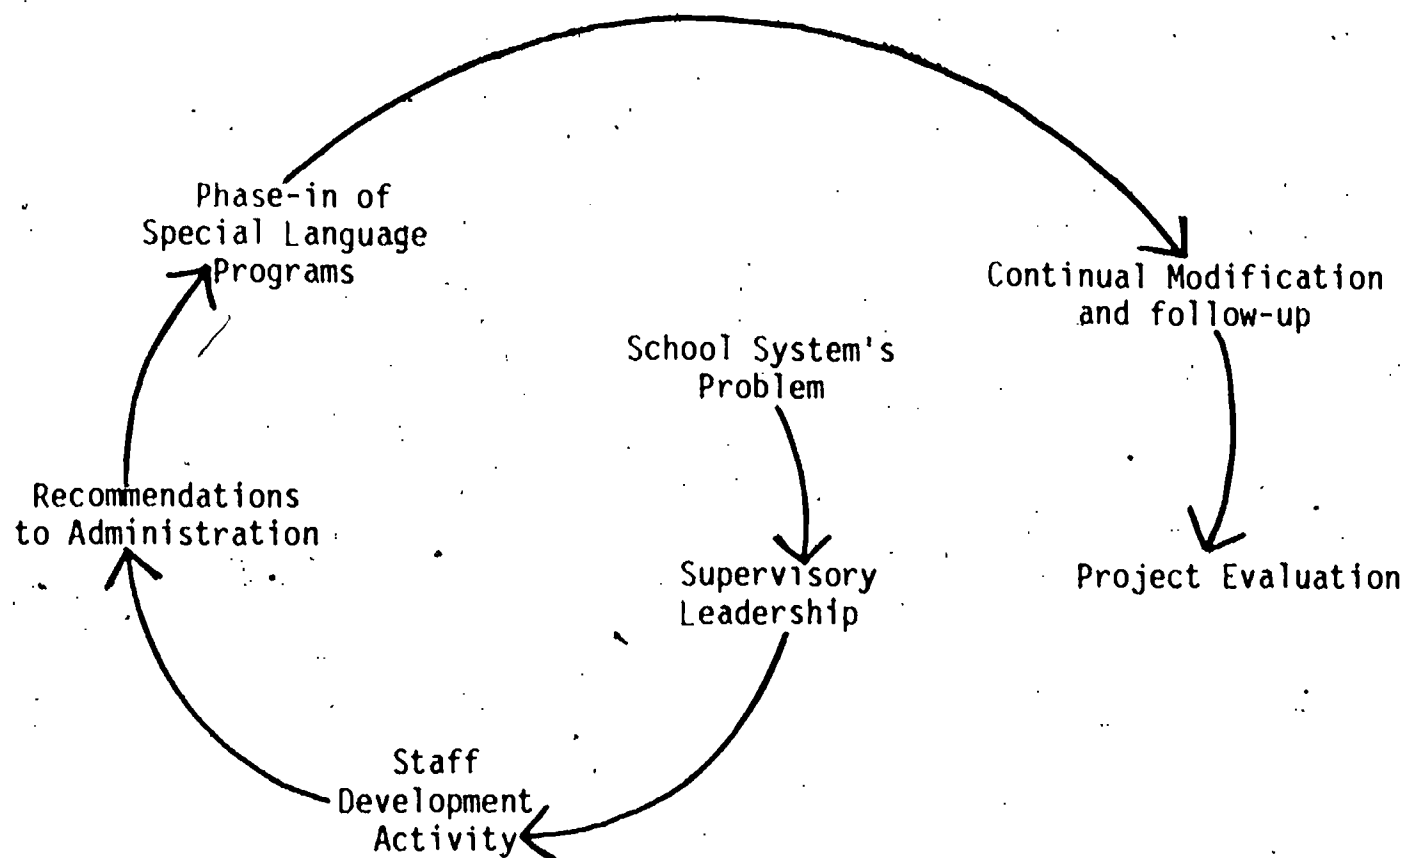 Phase-in of
Special Language
Programs
Continual Modification
and follow-up
School System's
Problem
Recommendations
to Administration
Supervisory
Leadership
Project Evaluation
Staff
Development
Activity